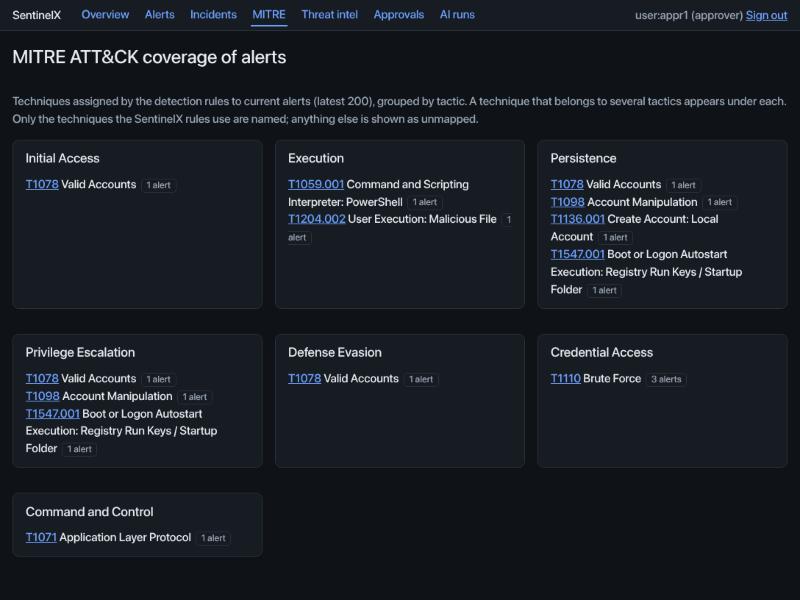 SentinelX Overview Alerts Incidents MITRE Threat intel Approvals AI runs user:appr1 (approver) Sign out
MITRE ATT&CK coverage of alerts
Techniques assigned by the detection rules to current alerts (latest 200), grouped by tactic. A technique that belongs to several tactics appears under each.
Only the techniques the SentinelX rules use are named; anything else is shown as unmapped.
Initial Access
T1078 Valid Accounts 1 alert
Execution
T1059.001 Command and Scripting
Interpreter: PowerShell 1 alert
T1204.002 User Execution: Malicious File 1
alert
Persistence
T1078 Valid Accounts 1 alert
T1098 Account Manipulation 1 alert
T1136.001 Create Account: Local
Account 1 alert
T1547.001 Boot or Logon Autostart
Execution: Registry Run Keys / Startup
Folder 1 alert
Privilege Escalation
T1078 Valid Accounts 1 alert
T1098 Account Manipulation 1 alert
T1547.001 Boot or Logon Autostart
Execution: Registry Run Keys / Startup
Folder 1 alert
Defense Evasion
T1078 Valid Accounts 1 alert
Credential Access
T1110 Brute Force 3 alerts
Command and Control
T1071 Application Layer Protocol 1 alert